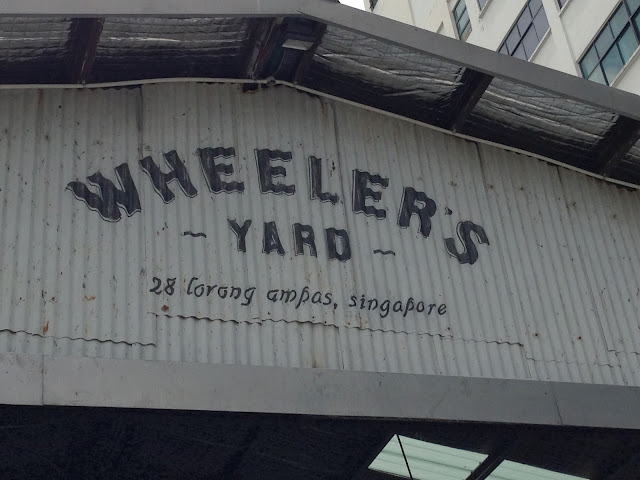 WHEELER'S
~ YARD ~
28 lorong ampas, singapore